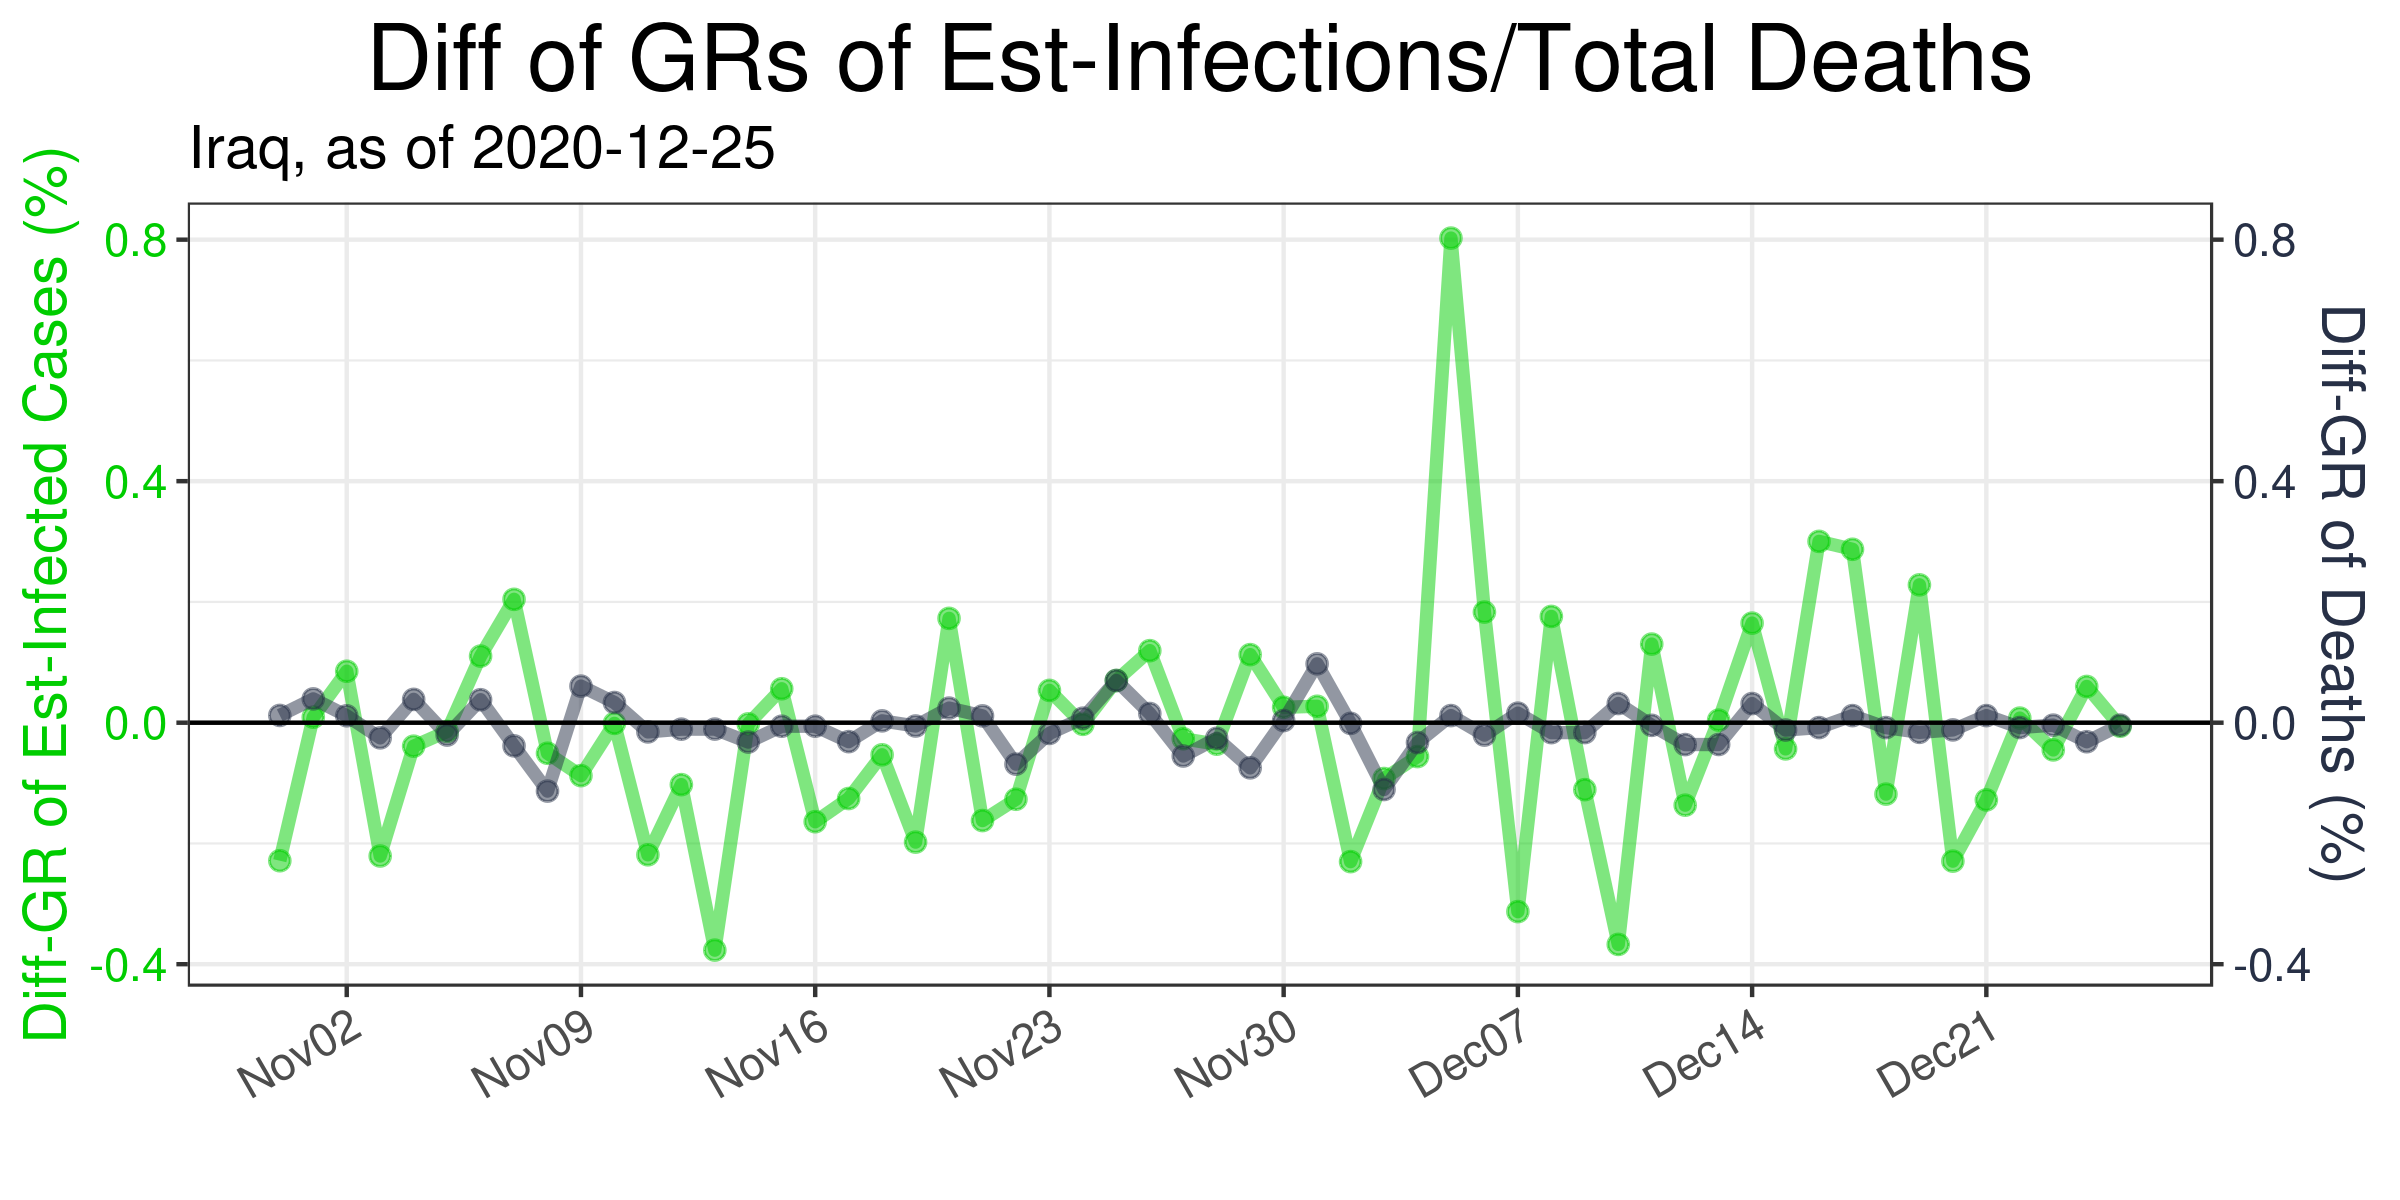 Diff of GRs of Est-Infections/Total Deaths
Iraq, as of 2020-12-25
Diff-GR of Est-Infected Cases (%)
0.8
0.4
0.0
-0.4
0.8
0.4
0.0
-0.4
Diff-GR of Deaths (%)
Nov02
Nov09
Nov16
Nov23
Nov30
Dec07
Dec14
Dec21